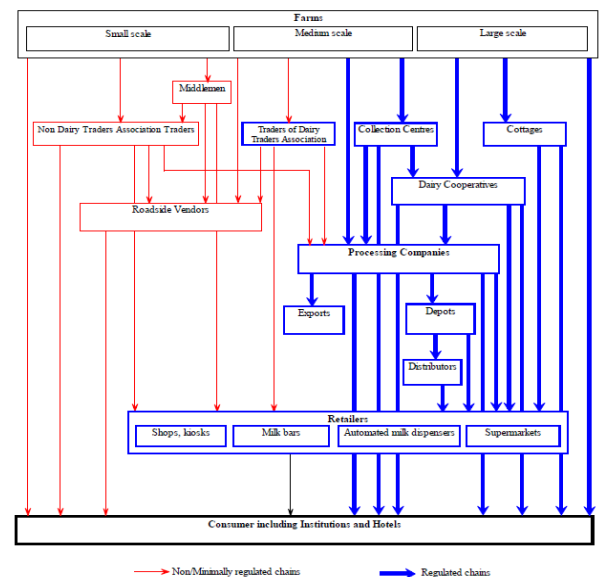 Farms
Small scale
Medium scale
Large scale
Middlemen
Non Dairy Traders Association Traders
Traders of Dairy
Traders Association
Collection Centres
Cottages
Dairy Cooperatives
Roadside Vendors
Processing Companies
Exports
Depots
Distributors
Retailers
Shops, kiosks
Milk bars
Automated milk dispensers
Supermarkets
Consumer including Institutions and Hotels
Non/Minimally regulated chains
Regulated chains